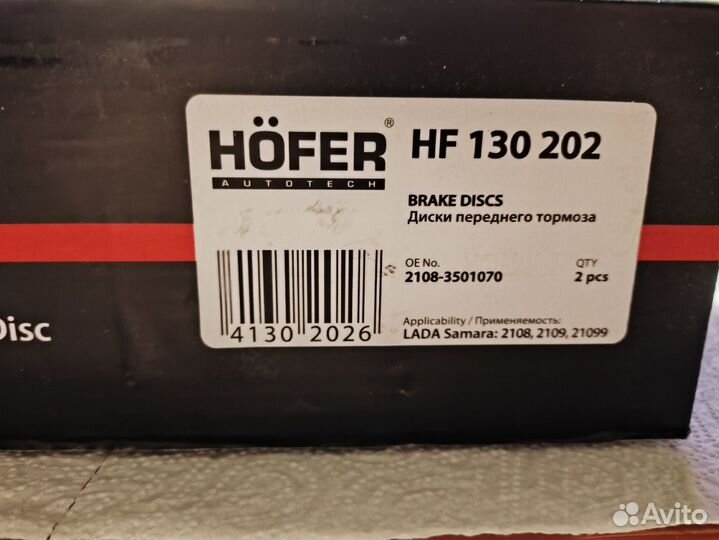 HÖFER®
AUTOTECH
HF 130 202
BRAKE DISCS
Диски переднего тормоза
OE No.
QTY
2108-3501070
2 pcs
4130 2026
Applicability / Применяемость:
LADA Samara: 2108, 2109, 21099
Disc
Avito